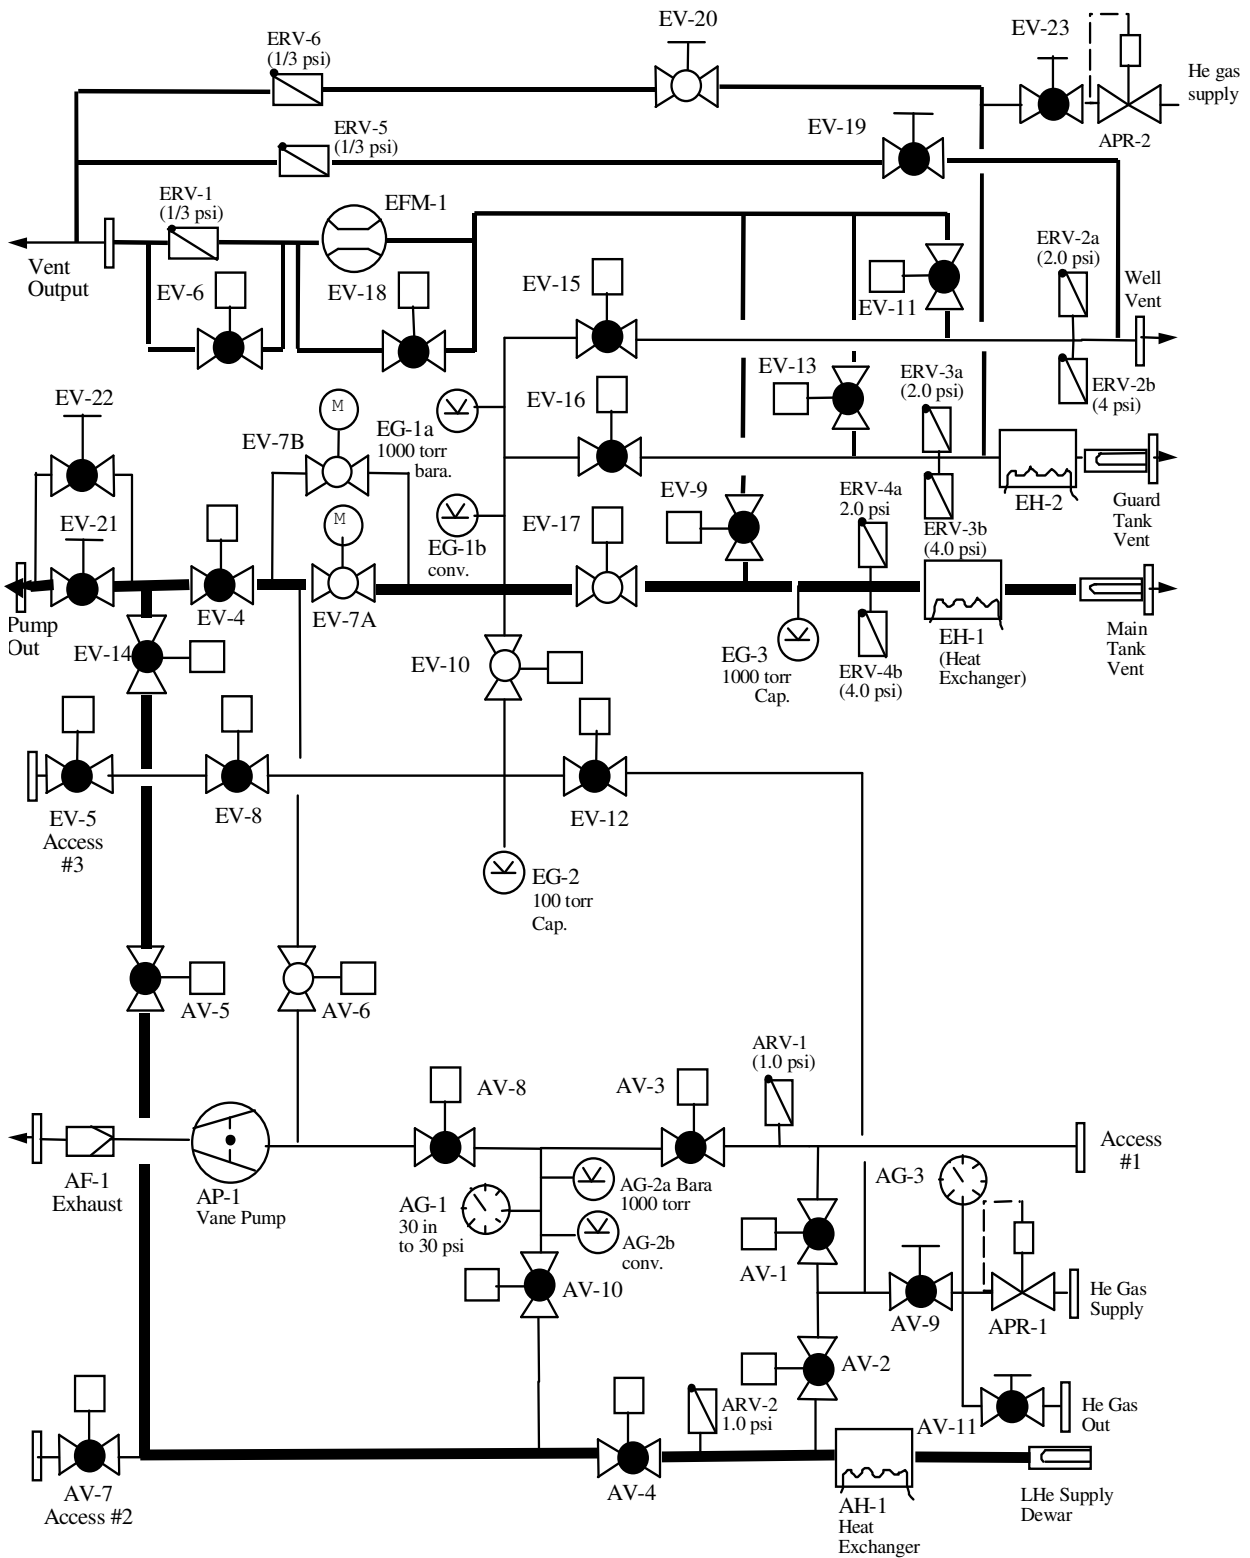 EV-20
EV-23
ERV-6
(1/3 psi)
He gas
supply
ERV-5
(1/3 psi)
EV-19
APR-2
ERV-1
(1/3 psi)
EFM-1
Vent
Output
EV-6
EV-18
EV-15
EV-11
ERV-2a
(2.0 psi)
Well
Vent
EV-13
ERV-3a
(2.0 psi)
ERV-2b
(4 psi)
EV-22
M
EV-7B
EG-1a
1000 torr
bara.
EV-16
EV-21
M
EG-1b
conv.
EV-17
EV-9
ERV-4a
2.0 psi
ERV-3b
(4.0 psi)
EH-2
Guard
Tank
Vent
Pump
Out
EV-4
EV-7A
EV-14
EV-10
EG-3
1000 torr
Cap.
ERV-4b
(4.0 psi)
EH-1
(Heat
Exchanger)
Main
Tank
Vent
EV-5
Access
#3
EV-8
EV-12
EG-2
100 torr
Cap.
AV-5
AV-6
ARV-1
(1.0 psi)
AV-8
AV-3
Access
#1
AF-1
Exhaust
AP-1
Vane Pump
AG-1
30 in
to 30 psi
AG-2a Bara
1000 torr
AG-2b
conv.
AG-3
AV-1
AV-10
AV-9
APR-1
He Gas
Supply
AV-2
ARV-2
1.0 psi
AV-11
He Gas
Out
AV-7
Access #2
AV-4
AH-1
Heat
Exchanger
LHe Supply
Dewar